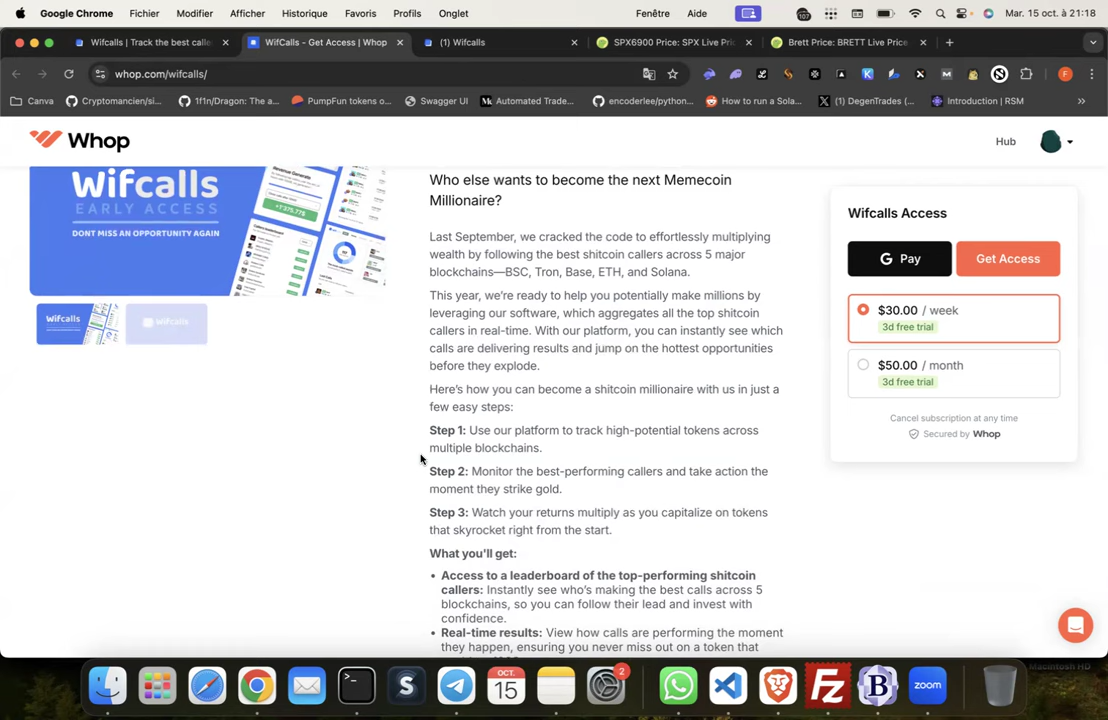 Google Chrome Fichier Modifier Afficher Historique Favoris Profils Onglet Fenêtre Aide 107 Mar. 15 oct. à 21:18
Wifcalls | Track the best calle WifCalls - Get Access | Whop (1) Wifcalls SPX6900 Price: SPX Live Pric Brett Price: BRETT Live Price
whop.com/wifcalls/
Canva Cryptomancien/si... 1f1n/Dragon: The a... PumpFun tokens o... Swagger UI Automated Trade... encoderlee/python... How to run a Sola... (3) DegenTrades (... Introduction | RSM
Whop
Hub
Wifcalls
EARLY ACCESS
DONT MISS AN OPPORTUNITY AGAIN
Revenue Generate
Wifcalls
Wifcalls
Who else wants to become the next Memecoin
Millionaire?
Last September, we cracked the code to effortlessly multiplying
wealth by following the best shitcoin callers across 5 major
blockchains—BSC, Tron, Base, ETH, and Solana.
This year, we're ready to help you potentially make millions by
leveraging our software, which aggregates all the top shitcoin
callers in real-time. With our platform, you can instantly see which
calls are delivering results and jump on the hottest opportunities
before they explode.
Here's how you can become a shitcoin millionaire with us in just a
few easy steps:
Step 1: Use our platform to track high-potential tokens across
multiple blockchains.
Step 2: Monitor the best-performing callers and take action the
moment they strike gold.
Step 3: Watch your returns multiply as you capitalize on tokens
that skyrocket right from the start.
What you'll get:
• Access to a leaderboard of the top-performing shitcoin
callers: Instantly see who's making the best calls across 5
blockchains, so you can follow their lead and invest with
confidence.
• Real-time results: View how calls are performing the moment
they happen, ensuring you never miss out on a token that
Wifcalls Access
G Pay
Get Access
$30.00 / week
3d free trial
$50.00 / month
3d free trial
Cancel subscription at any time
Secured by Whop
Macintosh HD
OCT.
15
2
zoom